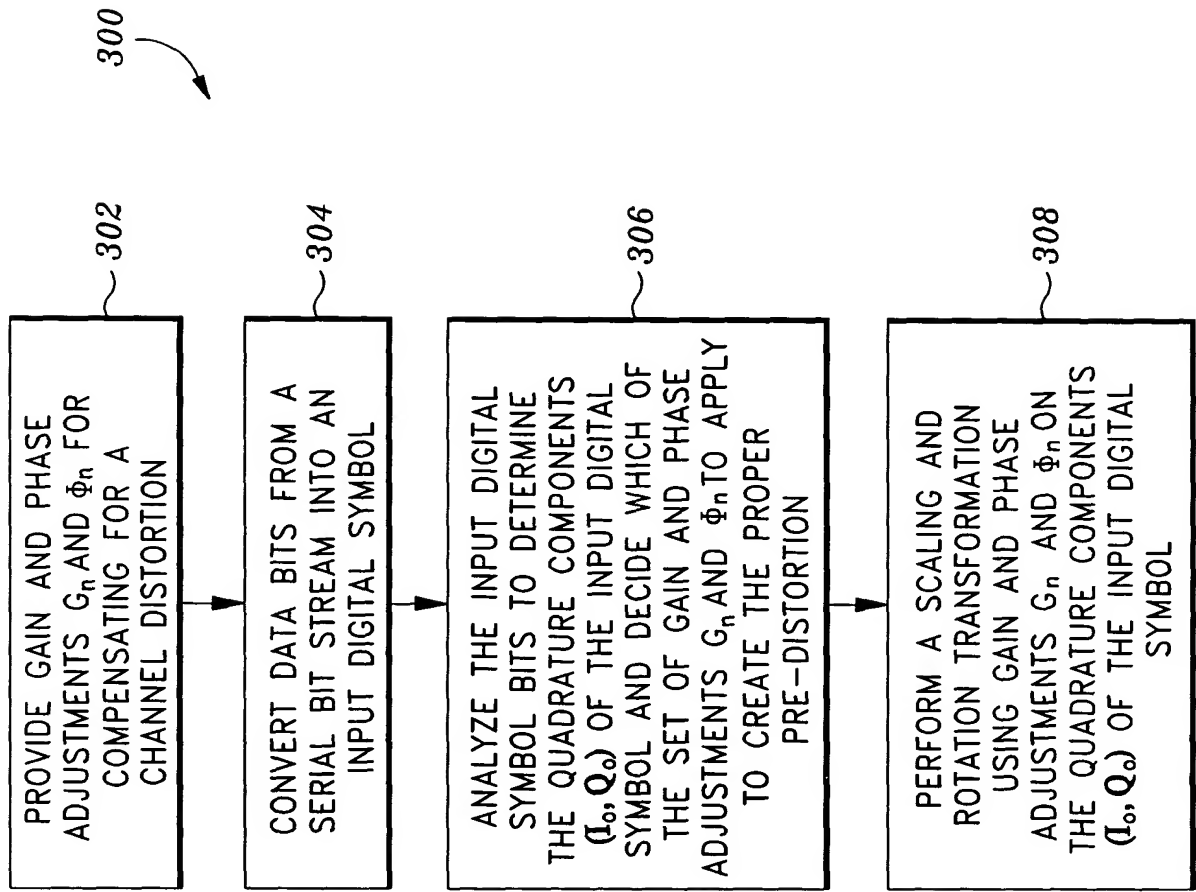 300
302
PROVIDE GAIN AND PHASE
ADJUSTMENTS Gn AND Φn FOR
COMPENSATING FOR A
CHANNEL DISTORTION
304
CONVERT DATA BITS FROM A
SERIAL BIT STREAM INTO AN
INPUT DIGITAL SYMBOL
306
ANALYZE THE INPUT DIGITAL
SYMBOL BITS TO DETERMINE
THE QUADRATURE COMPONENTS
(I₀, Q₀) OF THE INPUT DIGITAL
SYMBOL AND DECIDE WHICH OF
THE SET OF GAIN AND PHASE
ADJUSTMENTS Gn AND Φn TO APPLY
TO CREATE THE PROPER
PRE-DISTORTION
308
PERFORM A SCALING AND
ROTATION TRANSFORMATION
USING GAIN AND PHASE
ADJUSTMENTS Gn AND Φn ON
THE QUADRATURE COMPONENTS
(I₀, Q₀) OF THE INPUT DIGITAL
SYMBOL